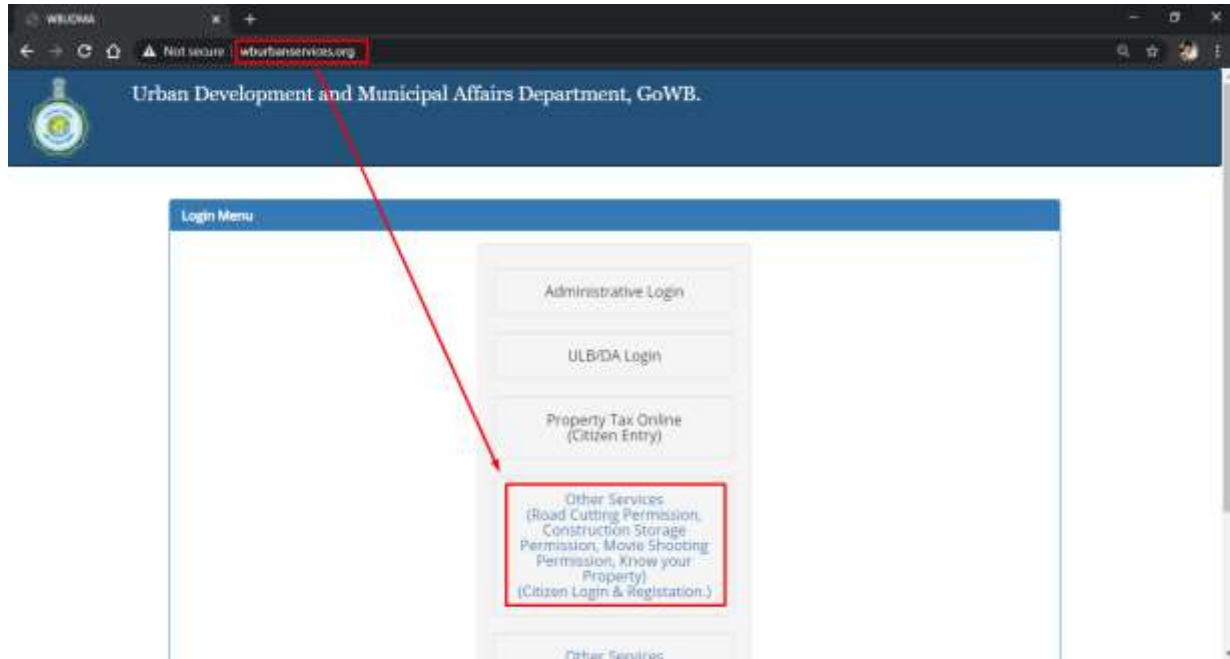 WBUDMA
Not secure
wburbanservices.org
Urban Development and Municipal Affairs Department, GoWB.
Login Menu
Administrative Login
ULB/DA Login
Property Tax Online
(Citizen Entry)
Other Services
(Road Cutting Permission,
Construction Storage
Permission, Movie Shooting
Permission, Know your
Property)
(Citizen Login & Registation.)
Other Services